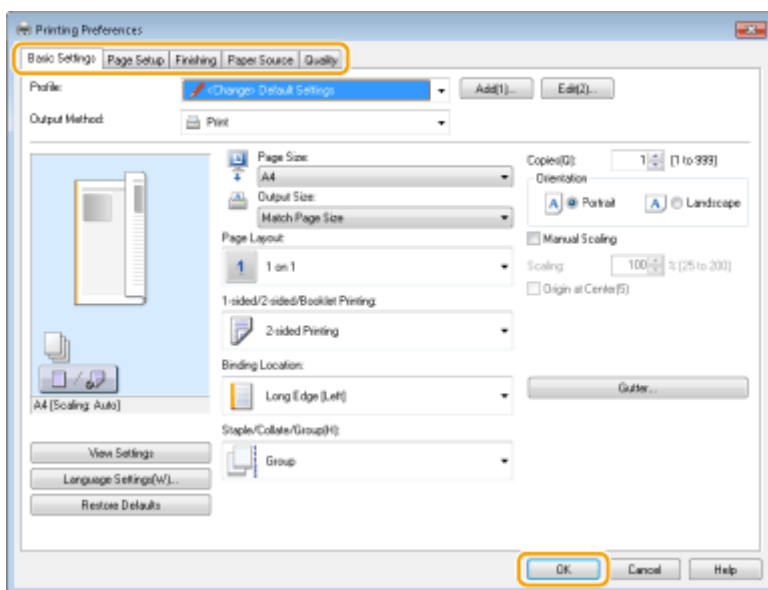 Printing Preferences
Basic Settings Page Setup Finishing Paper Source Quality
Profile: <Change> Default Settings Add(1)... Edit(2)...
Output Method: Print
Page Size:
A4
Output Size:
Match Page Size
Page Layout:
1 1 on 1
1-sided/2-sided/Booklet Printing:
2-sided Printing
Binding Location:
Long Edge [Left]
Staple/Collate/Group(H):
Group
Copies(Q): 1 [1 to 999]
Orientation
A Portrait A Landscape
Manual Scaling
Scaling: 100 % [25 to 200]
Origin at Center(5)
Gutter...
A4 [Scaling: Auto]
View Settings
Language Settings(W)...
Restore Defaults
OK Cancel Help